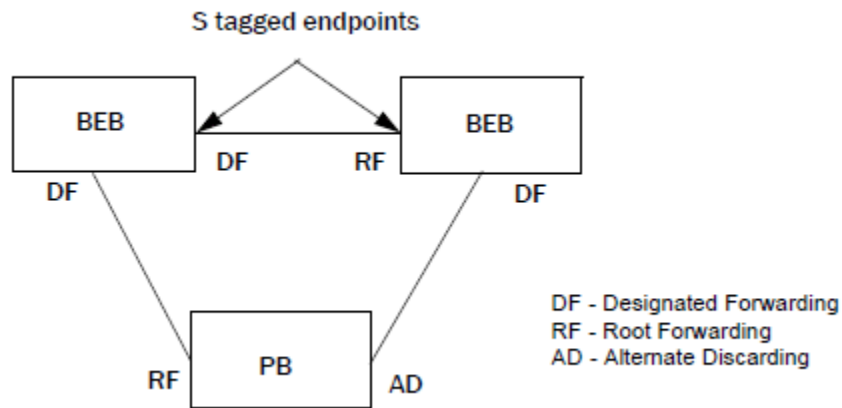 S tagged endpoints
BEB
BEB
DF
RF
DF
DF
DF - Designated Forwarding
RF - Root Forwarding
AD - Alternate Discarding
PB
RF
AD